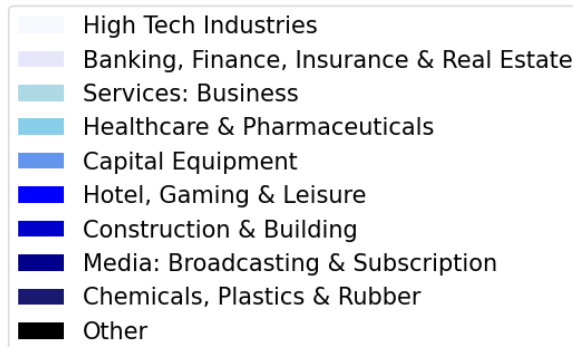 High Tech Industries
Banking, Finance, Insurance & Real Estate
Services: Business
Healthcare & Pharmaceuticals
Capital Equipment
Hotel, Gaming & Leisure
Construction & Building
Media: Broadcasting & Subscription
Chemicals, Plastics & Rubber
Other